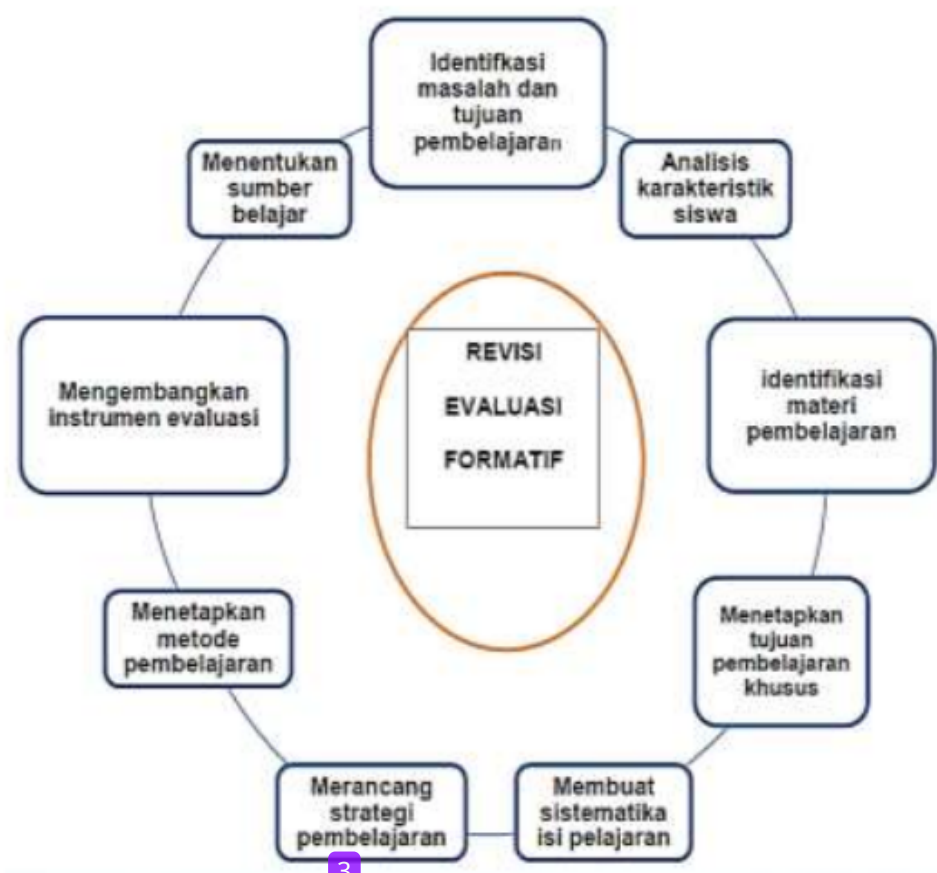 Identifkasi
masalah dan
tujuan
pembelajaran
Analisis
karakteristik
siswa
identifikasi
materi
pembelajaran
Menetapkan
tujuan
pembelajaran
khusus
Membuat
sistematika
isi pelajaran
Merancang
strategi
pembelajaran
3
Menetapkan
metode
pembelajaran
Mengembangkan
instrumen evaluasi
Menentukan
sumber
belajar
REVISI
EVALUASI
FORMATIF